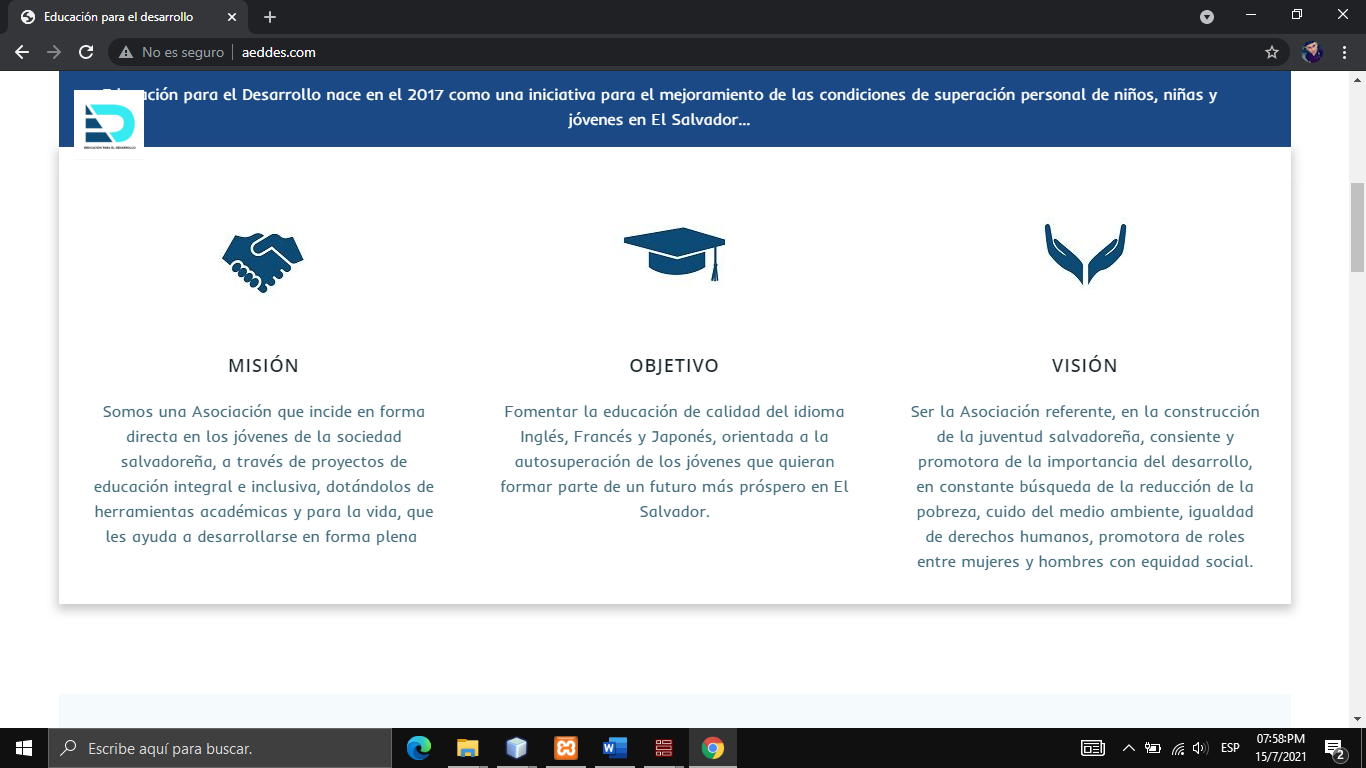 Educación para el desarrollo
No es seguro
aeddes.com
Educación para el Desarrollo nace en el 2017 como una iniciativa para el mejoramiento de las condiciones de superación personal de niños, niñas y
jóvenes en El Salvador...
EDUCACIÓN PARA EL DESARROLLO
MISIÓN
Somos una Asociación que incide en forma
directa en los jóvenes de la sociedad
salvadoreña, a través de proyectos de
educación integral e inclusiva, dotándolos de
herramientas académicas y para la vida, que
les ayuda a desarrollarse en forma plena
OBJETIVO
Fomentar la educación de calidad del idioma
Inglés, Francés y Japonés, orientada a la
autosuperación de los jóvenes que quieran
formar parte de un futuro más próspero en El
Salvador.
VISIÓN
Ser la Asociación referente, en la construcción
de la juventud salvadoreña, consiente y
promotora de la importancia del desarrollo,
en constante búsqueda de la reducción de la
pobreza, cuido del medio ambiente, igualdad
de derechos humanos, promotora de roles
entre mujeres y hombres con equidad social.
Escribe aquí para buscar.
W
ESP
07:58:PM
15/7/2021
2